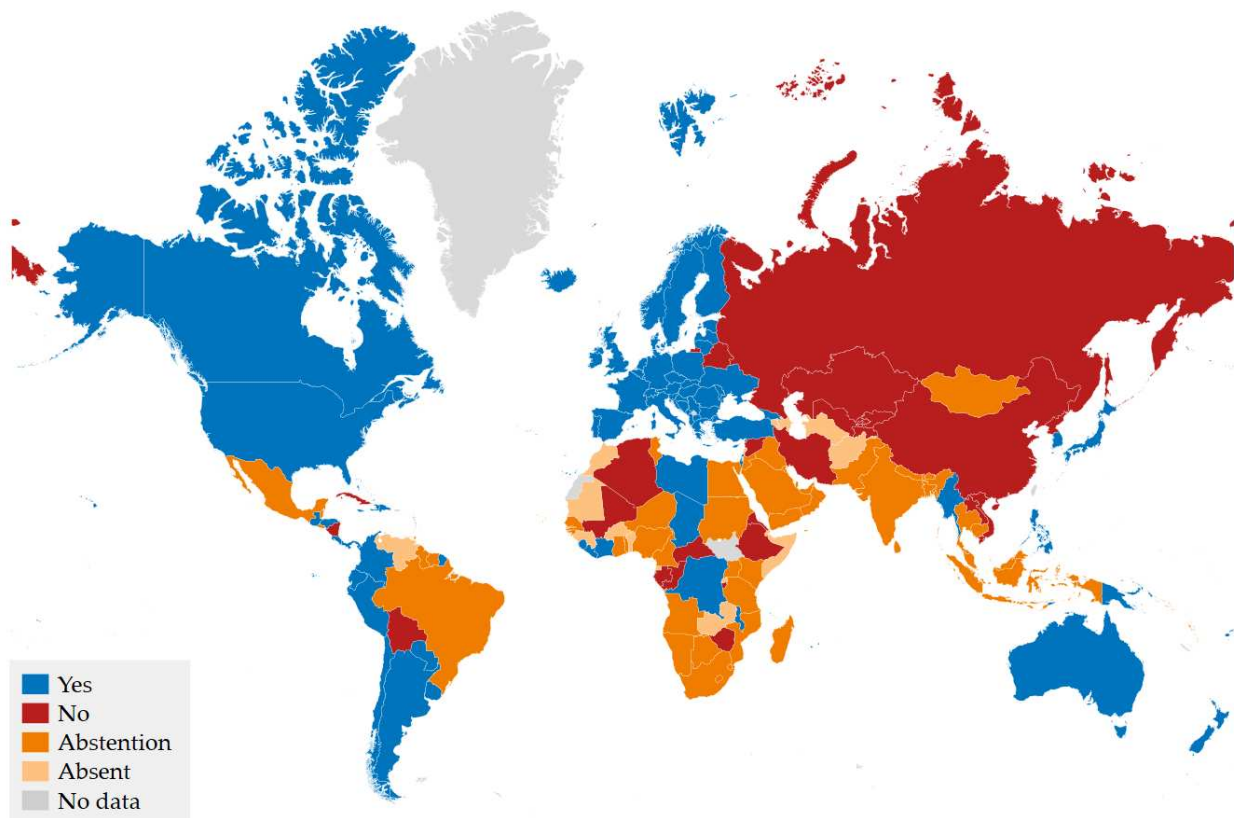 Yes
No
Abstention
Absent
No data